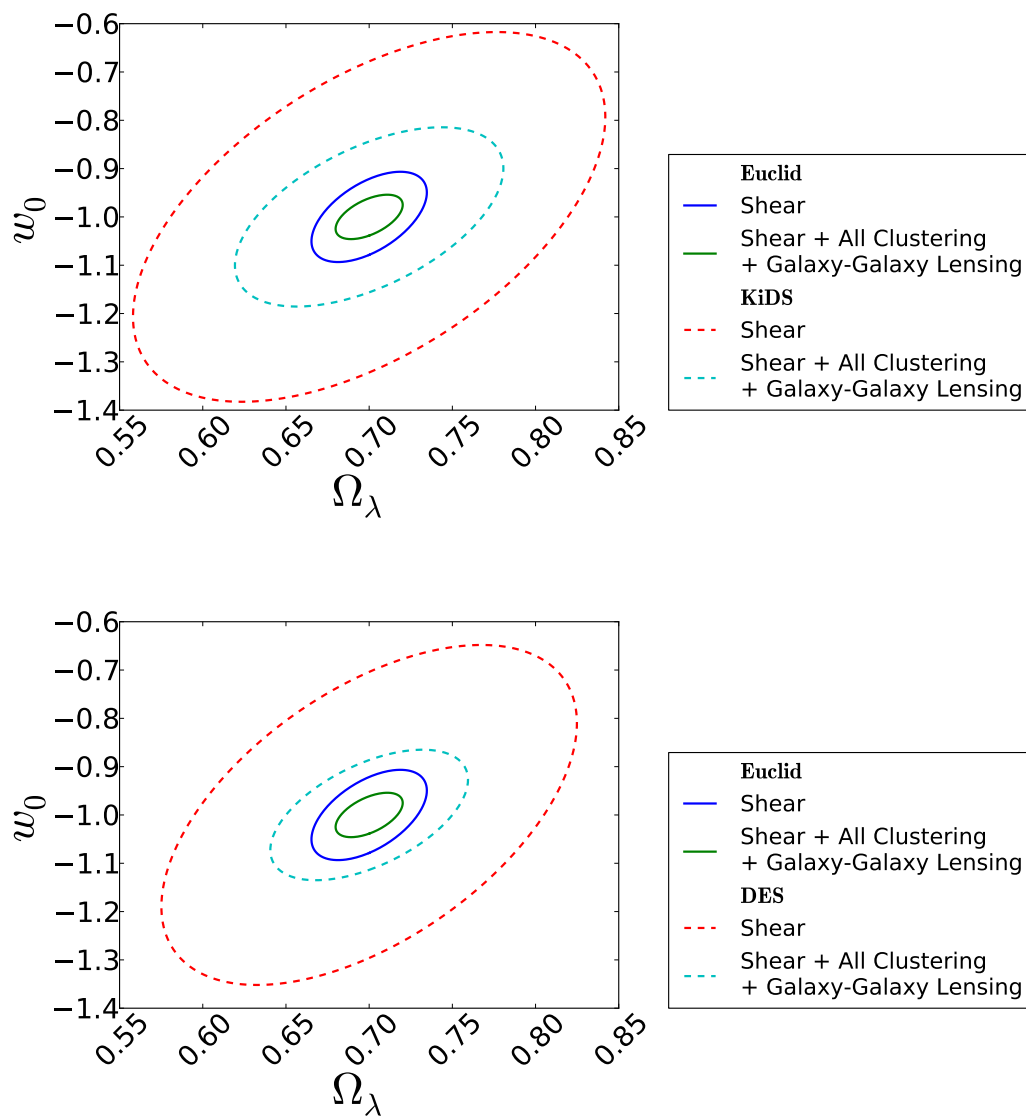 −0.6
−0.7
−0.8
−0.9
−1.0
−1.1
−1.2
−1.3
−1.4
w₀
0.55
0.60
0.65
0.70
0.75
0.80
0.85
Ω_λ
Euclid
Shear
Shear + All Clustering
+ Galaxy-Galaxy Lensing
KiDS
Shear
Shear + All Clustering
+ Galaxy-Galaxy Lensing
−0.6
−0.7
−0.8
−0.9
−1.0
−1.1
−1.2
−1.3
−1.4
w₀
0.55
0.60
0.65
0.70
0.75
0.80
0.85
Ω_λ
Euclid
Shear
Shear + All Clustering
+ Galaxy-Galaxy Lensing
DES
Shear
Shear + All Clustering
+ Galaxy-Galaxy Lensing